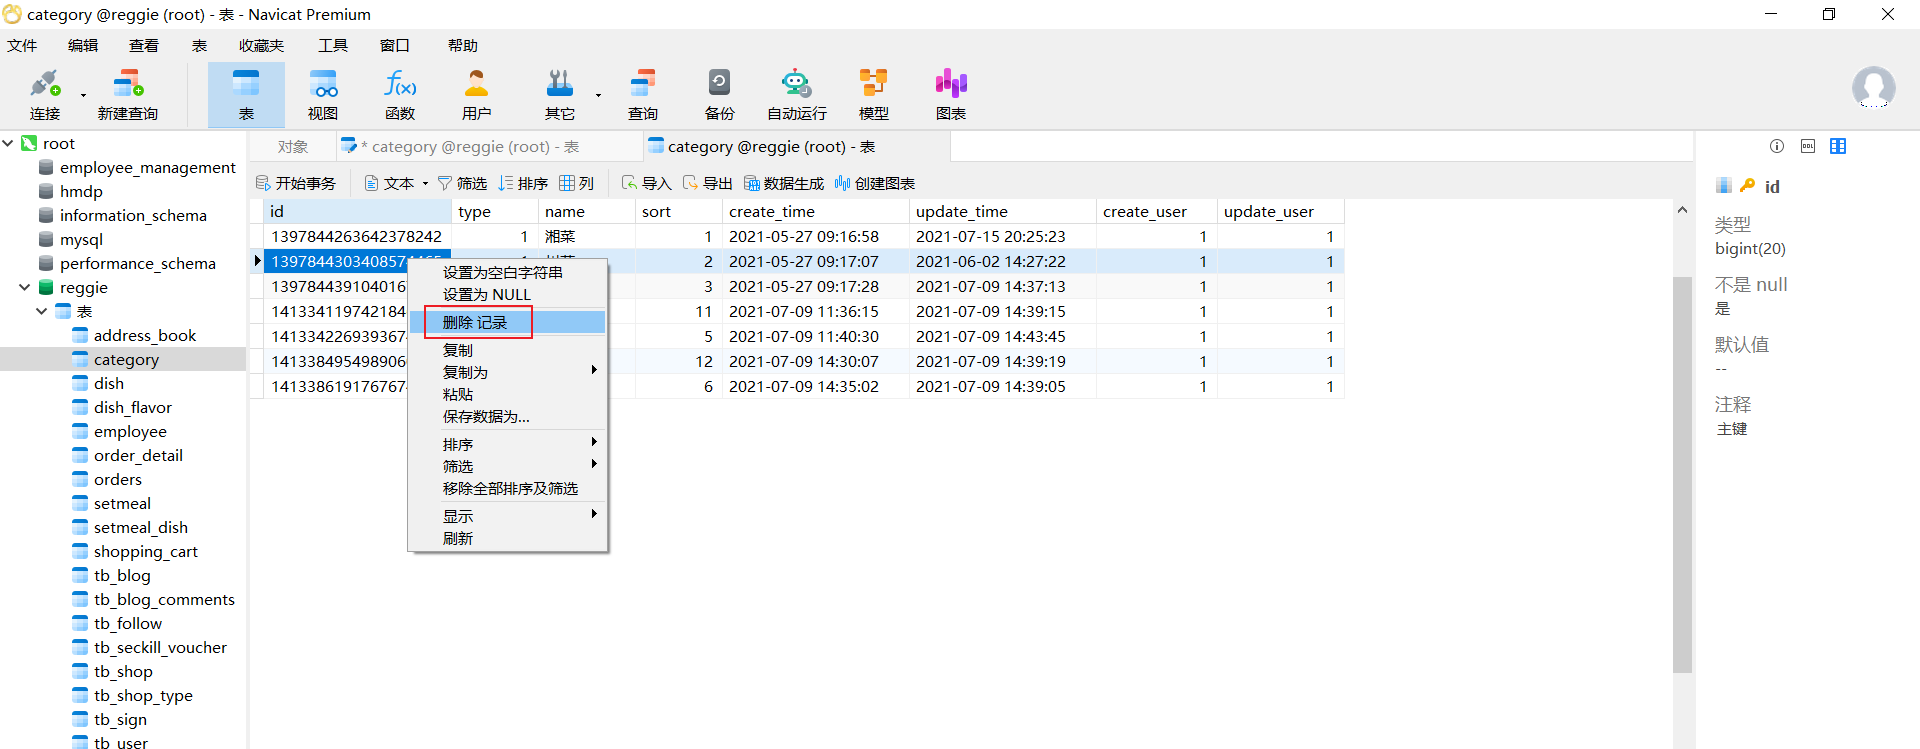 category @reggie (root) - 表 - Navicat Premium
文件 编辑 查看 表 收藏夹 工具 窗口 帮助
连接 新建查询 表 视图 函数 用户 其它 查询 备份 自动运行 模型 图表
f(x)
root
employee_management
hmdp
information_schema
mysql
performance_schema
reggie
表
address_book
category
dish
dish_flavor
employee
order_detail
orders
setmeal
setmeal_dish
shopping_cart
tb_blog
tb_blog_comments
tb_follow
tb_seckill_voucher
tb_shop
tb_shop_type
tb_sign
tb_user
对象 * category @reggie (root) - 表 category @reggie (root) - 表
开始事务 文本 筛选 排序 列 导入 导出 数据生成 创建图表
id type name sort create_time update_time create_user update_user
1397844263642378242 1 湘菜 1 2021-05-27 09:16:58 2021-07-15 20:25:23 1 1
2 2021-05-27 09:17:07 2021-06-02 14:27:22 1 1
3 2021-05-27 09:17:28 2021-07-09 14:37:13 1 1
11 2021-07-09 11:36:15 2021-07-09 14:39:15 1 1
5 2021-07-09 11:40:30 2021-07-09 14:43:45 1 1
12 2021-07-09 14:30:07 2021-07-09 14:39:19 1 1
6 2021-07-09 14:35:02 2021-07-09 14:39:05 1 1
设置为空白字符串
设置为 NULL
删除 记录
复制
复制为
粘贴
保存数据为...
排序
筛选
移除全部排序及筛选
显示
刷新
DDL
id
类型
bigint(20)
不是 null
是
默认值
--
注释
主键